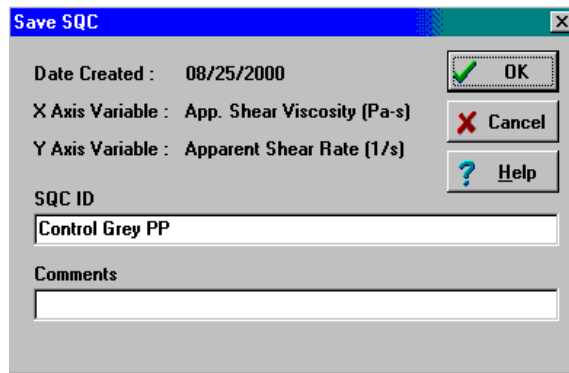 Save SQC
Date Created : 08/25/2000
X Axis Variable : App. Shear Viscosity (Pa-s)
Y Axis Variable : Apparent Shear Rate (1/s)
OK
Cancel
Help
SQC ID
Control Grey PP
Comments